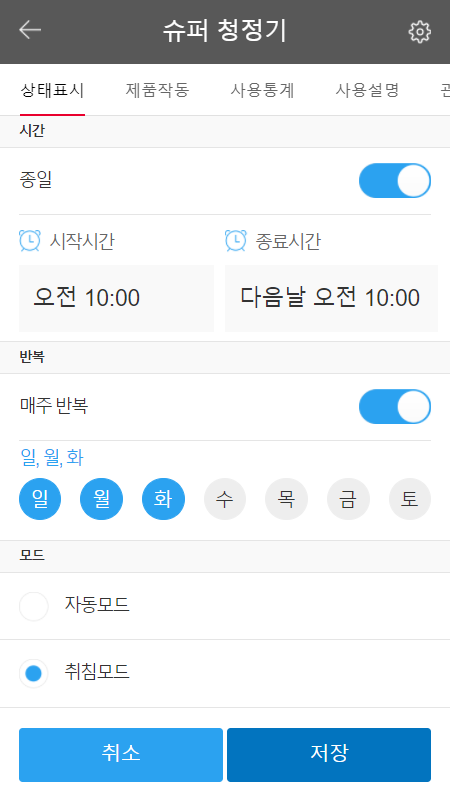 슈퍼 청정기
상태표시 제품작동 사용통계 사용설명
시간
종일
시작시간 종료시간
오전 10:00 다음날 오전 10:00
반복
매주 반복
일, 월, 화
일 월 화 수 목 금 토
모드
자동모드
취침모드
취소 저장